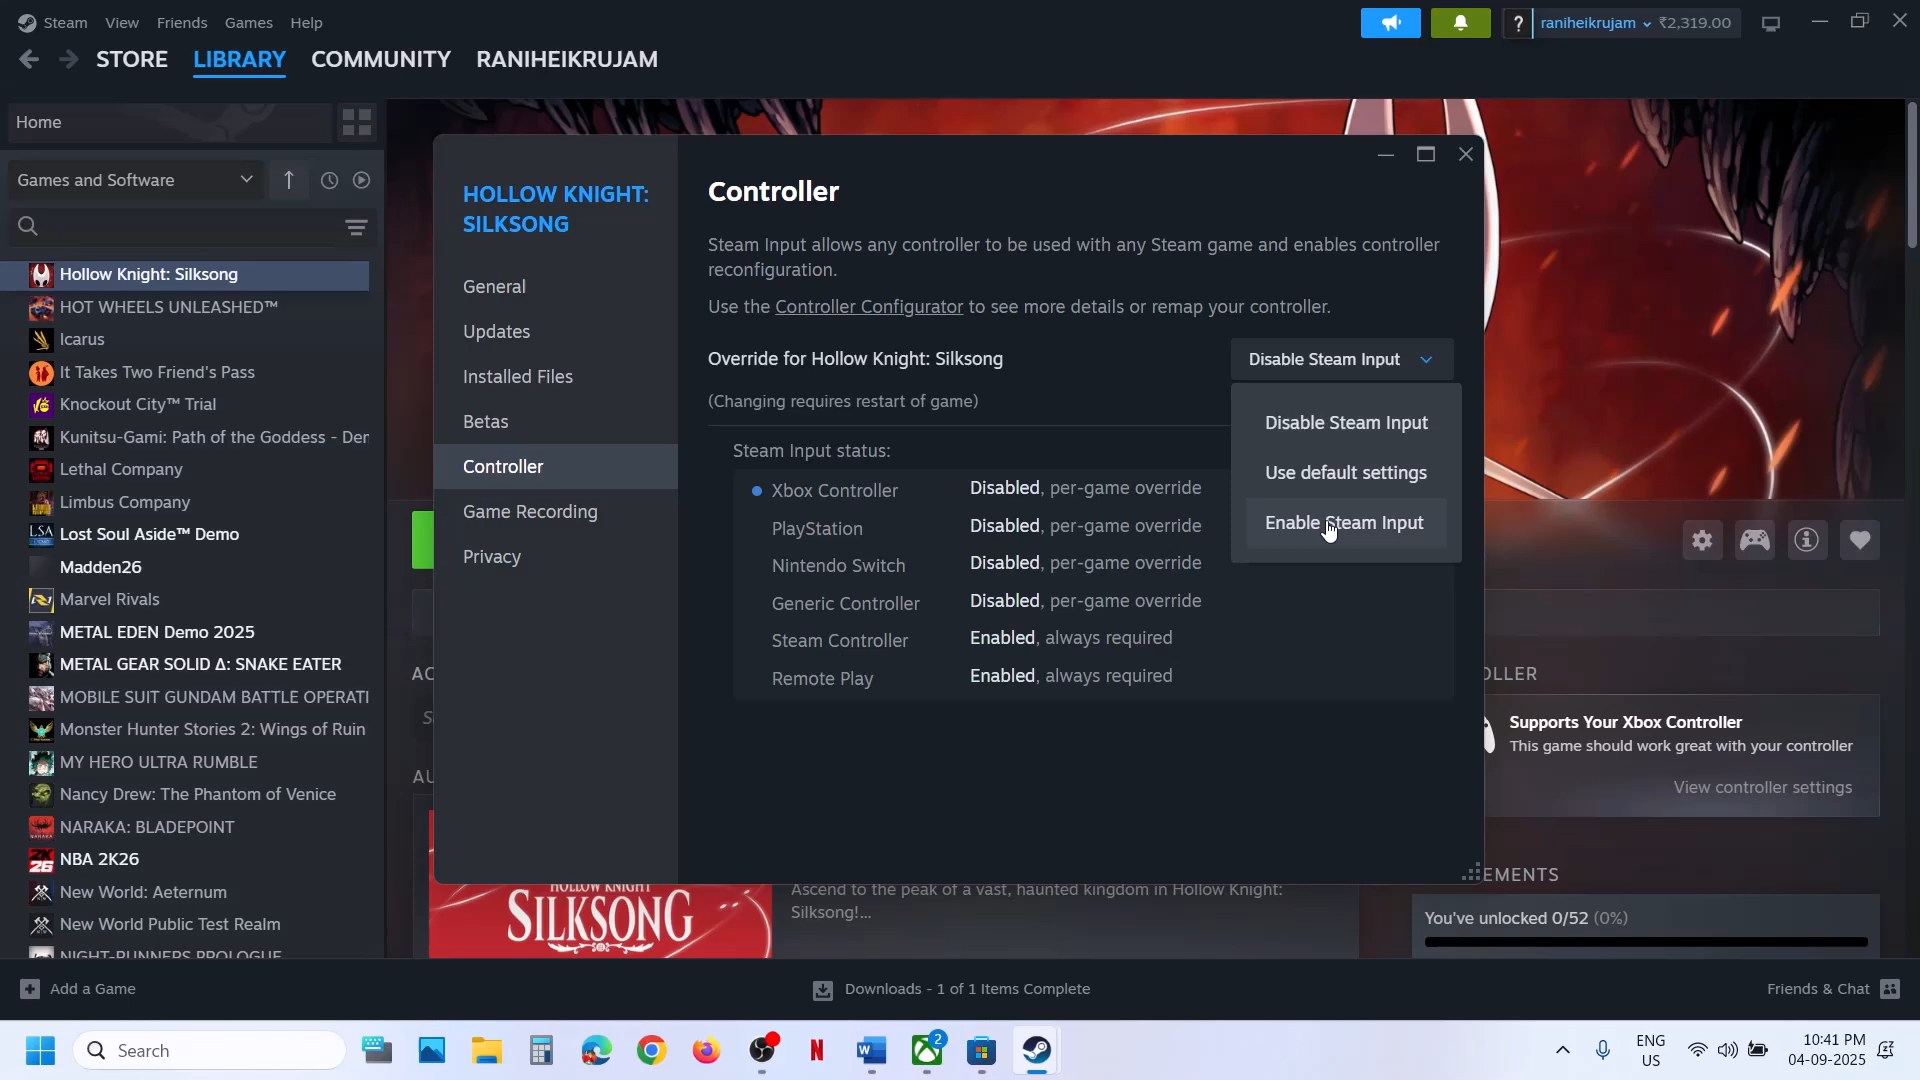 Steam View Friends Games Help
? raniheikrujam ₹2,319.00
STORE LIBRARY COMMUNITY RANIHEIKRUJAM
Home
Games and Software
Hollow Knight: Silksong
HOT WHEELS UNLEASHED™
Icarus
It Takes Two Friend's Pass
Knockout City™ Trial
Kunitsu-Gami: Path of the Goddess - Der
Lethal Company
Limbus Company
Lost Soul Aside™ Demo
Madden26
Marvel Rivals
METAL EDEN Demo 2025
METAL GEAR SOLID Δ: SNAKE EATER
MOBILE SUIT GUNDAM BATTLE OPERATI
Monster Hunter Stories 2: Wings of Ruin
MY HERO ULTRA RUMBLE
Nancy Drew: The Phantom of Venice
NARAKA: BLADEPOINT
NBA 2K26
New World: Aeternum
New World Public Test Realm
NIGHT-RUNNERS PROLOGUE
HOLLOW KNIGHT:
SILKSONG
General
Updates
Installed Files
Betas
Controller
Game Recording
Privacy
Controller
Steam Input allows any controller to be used with any Steam game and enables controller
reconfiguration.
Use the Controller Configurator to see more details or remap your controller.
Override for Hollow Knight: Silksong Disable Steam Input
(Changing requires restart of game)
Disable Steam Input
Use default settings
Enable Steam Input
Steam Input status:
Xbox Controller Disabled, per-game override
PlayStation Disabled, per-game override
Nintendo Switch Disabled, per-game override
Generic Controller Disabled, per-game override
Steam Controller Enabled, always required
Remote Play Enabled, always required
AC
AU
OLLER
Supports Your Xbox Controller
This game should work great with your controller
View controller settings
EMENTS
You've unlocked 0/52 (0%)
HOLLOW KNIGHT
SILKSONG
Ascend to the peak of a vast, haunted kingdom in Hollow Knight:
Silksong!...
Add a Game
Downloads - 1 of 1 Items Complete
Friends & Chat
Search
2
ENG
US
10:41 PM
04-09-2025